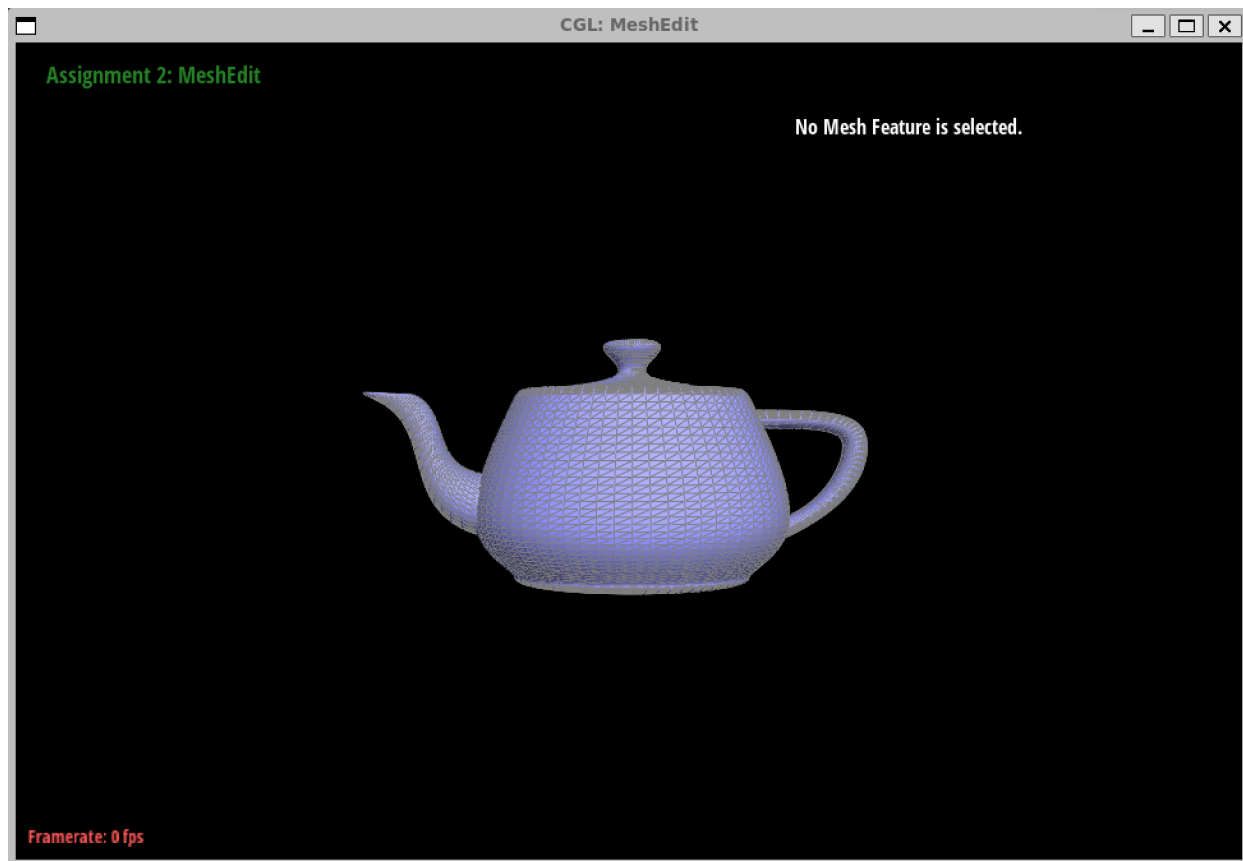 CGL: MeshEdit
Assignment 2: MeshEdit
No Mesh Feature is selected.
Framerate: 0 fps